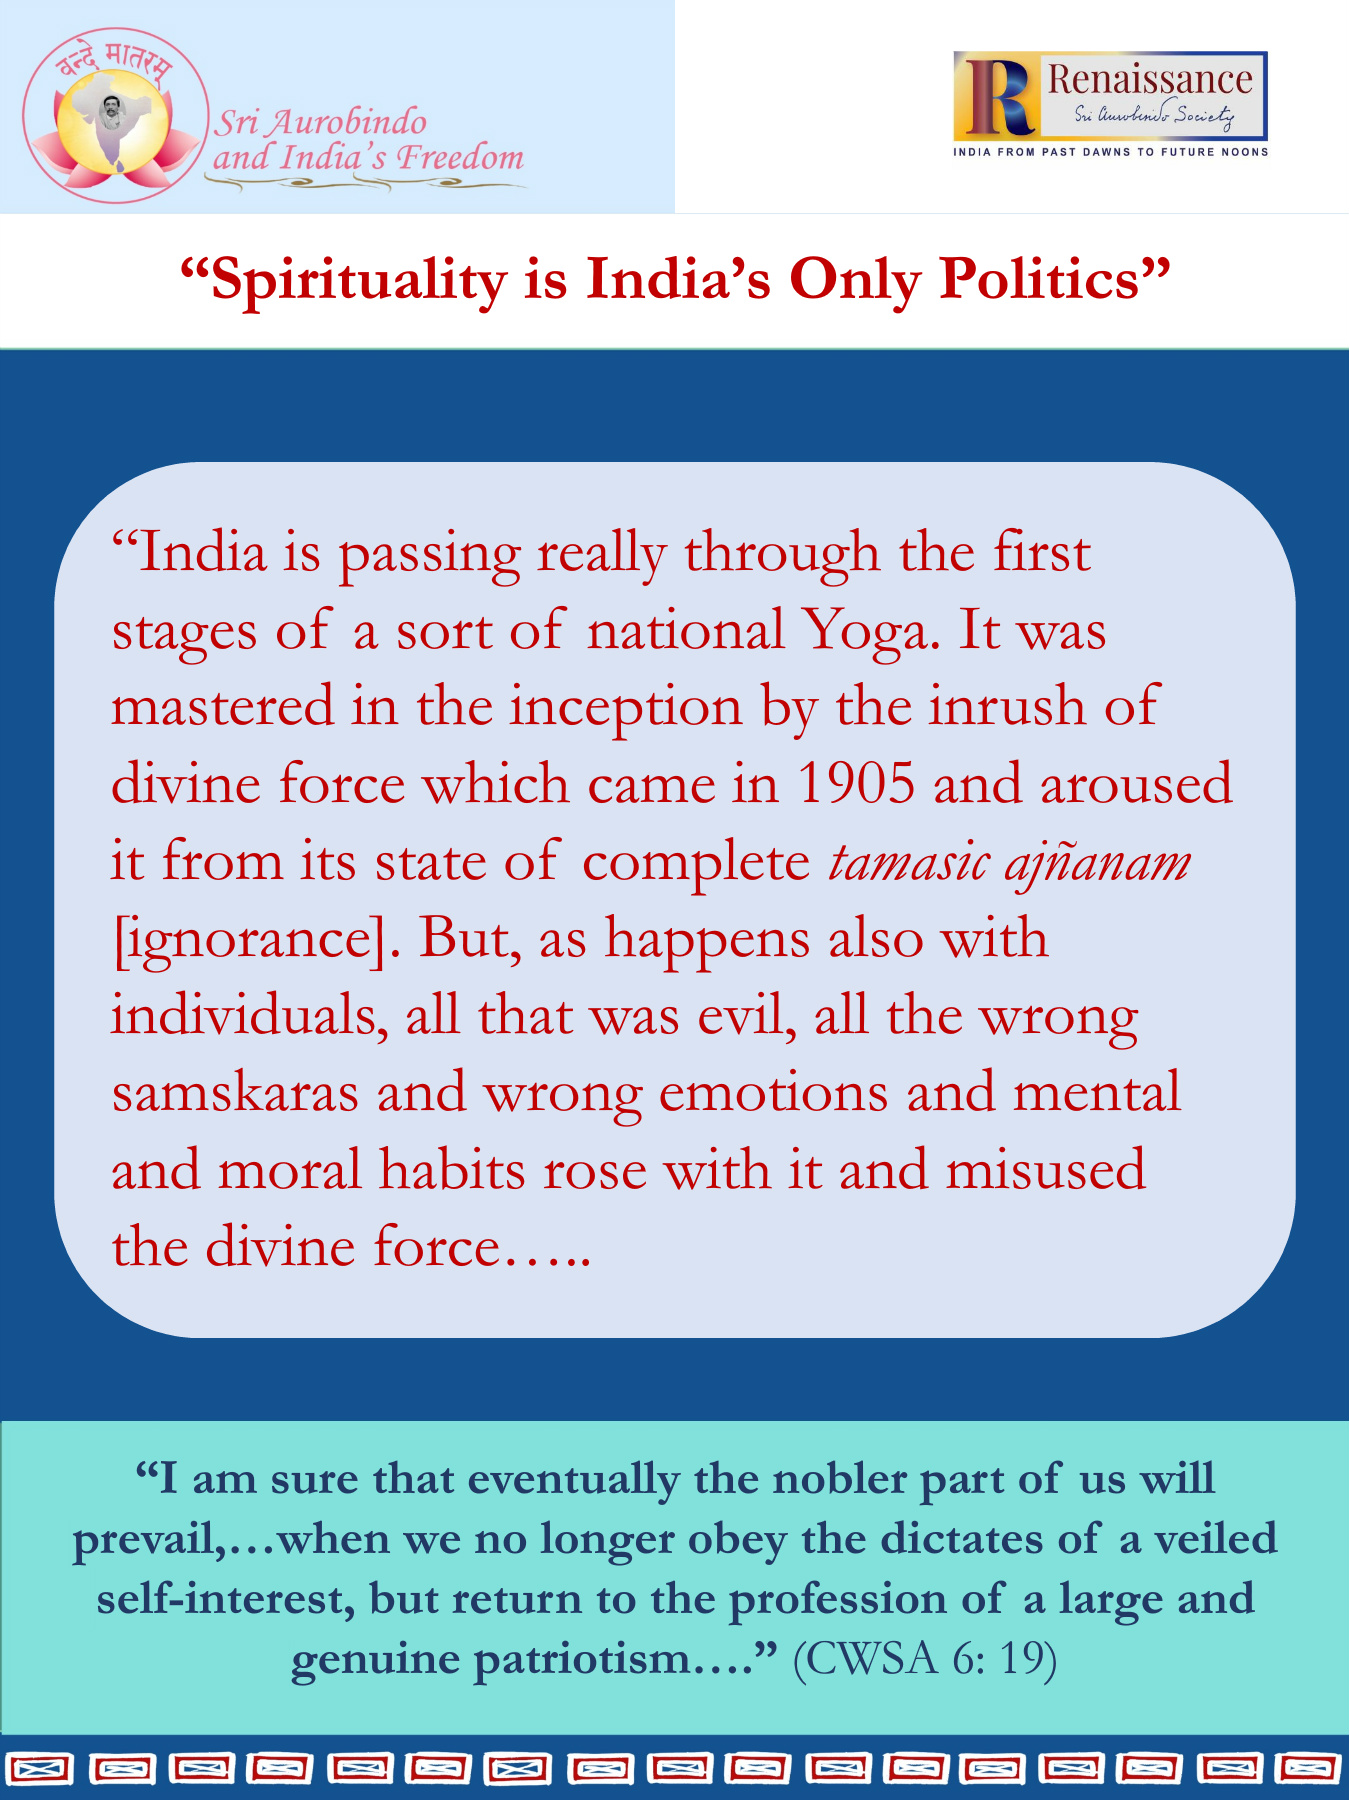 वन्दे मातरम्
Sri Aurobindo
and India's Freedom
R Renaissance
Sri Aurobindo Society
INDIA FROM PAST DAWNS TO FUTURE NOONS
“Spirituality is India’s Only Politics”
“India is passing really through the first
stages of a sort of national Yoga. It was
mastered in the inception by the inrush of
divine force which came in 1905 and aroused
it from its state of complete tamasic ajñanam
[ignorance]. But, as happens also with
individuals, all that was evil, all the wrong
samskaras and wrong emotions and mental
and moral habits rose with it and misused
the divine force…..
“I am sure that eventually the nobler part of us will
prevail,…when we no longer obey the dictates of a veiled
self-interest, but return to the profession of a large and
genuine patriotism….” (CWSA 6: 19)